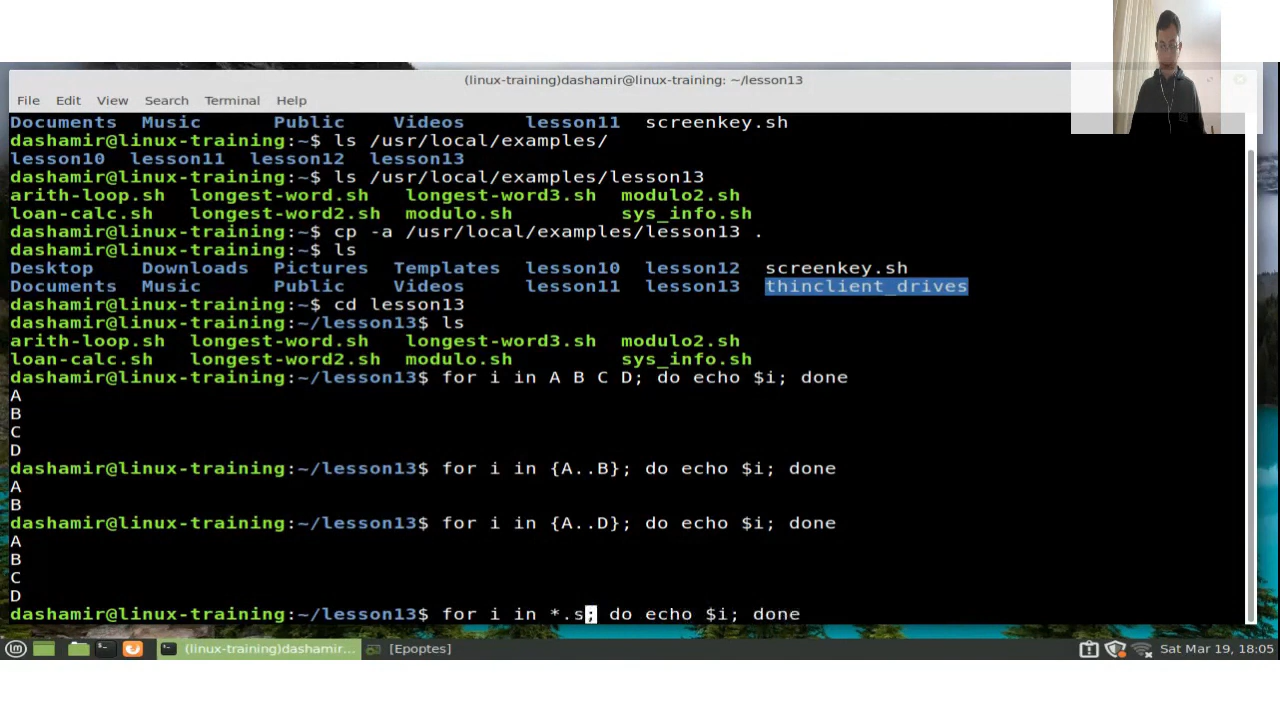 (linux-training)dashamir@linux-training: ~/lesson13
File Edit View Search Terminal Help
Documents Music Public Videos lesson11 screenkey.sh
dashamir@linux-training:~$ ls /usr/local/examples/
lesson10 lesson11 lesson12 lesson13
dashamir@linux-training:~$ ls /usr/local/examples/lesson13
arith-loop.sh longest-word.sh longest-word3.sh modulo2.sh
loan-calc.sh longest-word2.sh modulo.sh sys_info.sh
dashamir@linux-training:~$ cp -a /usr/local/examples/lesson13 .
dashamir@linux-training:~$ ls
Desktop Downloads Pictures Templates lesson10 lesson12 screenkey.sh
Documents Music Public Videos lesson11 lesson13 thinclient_drives
dashamir@linux-training:~$ cd lesson13
dashamir@linux-training:~/lesson13$ ls
arith-loop.sh longest-word.sh longest-word3.sh modulo2.sh
loan-calc.sh longest-word2.sh modulo.sh sys_info.sh
dashamir@linux-training:~/lesson13$ for i in A B C D; do echo $i; done
A
B
C
D
dashamir@linux-training:~/lesson13$ for i in {A..B}; do echo $i; done
A
B
dashamir@linux-training:~/lesson13$ for i in {A..D}; do echo $i; done
A
B
C
D
dashamir@linux-training:~/lesson13$ for i in *.s; do echo $i; done
(linux-training)dashamir... [Epoptes] Sat Mar 19, 18:05